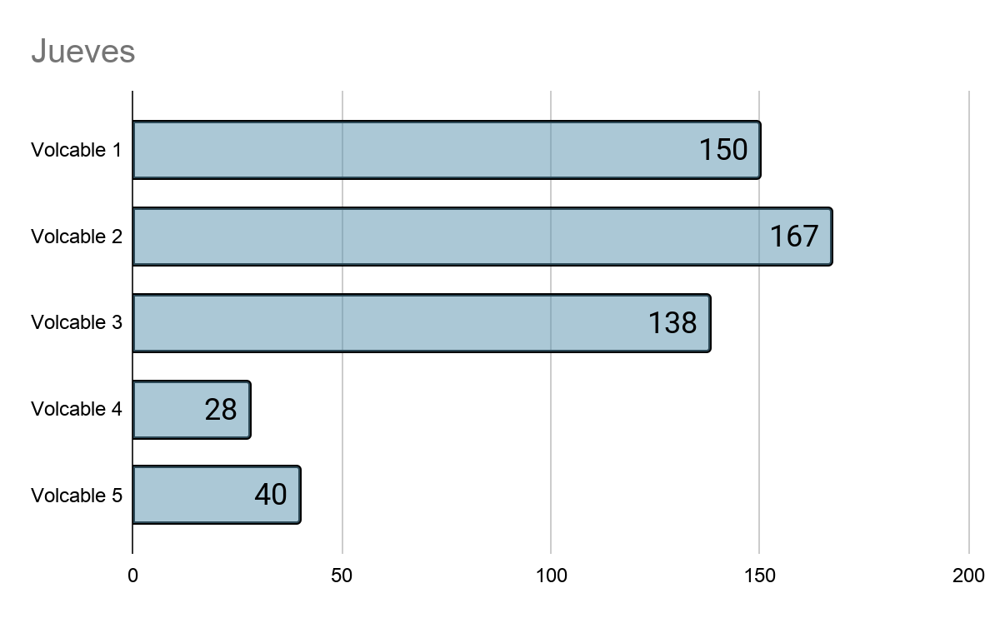 Jueves
Volcable 1
150
Volcable 2
167
Volcable 3
138
Volcable 4
28
Volcable 5
40
0 50 100 150 200